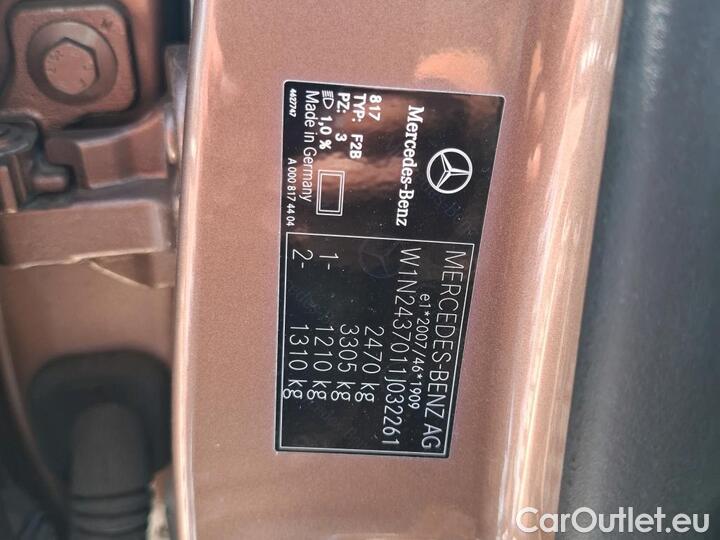 Mercedes-Benz
817
TYP: F2B
PZ: 3
1,0 %
Made in Germany
4627747
A 000 817 44 04
MERCEDES-BENZ AG
e1*2007/46*1909
W1N2437011J032261
2470 kg
3305 kg
1- 1210 kg
2- 1310 kg
CarOutlet.eu